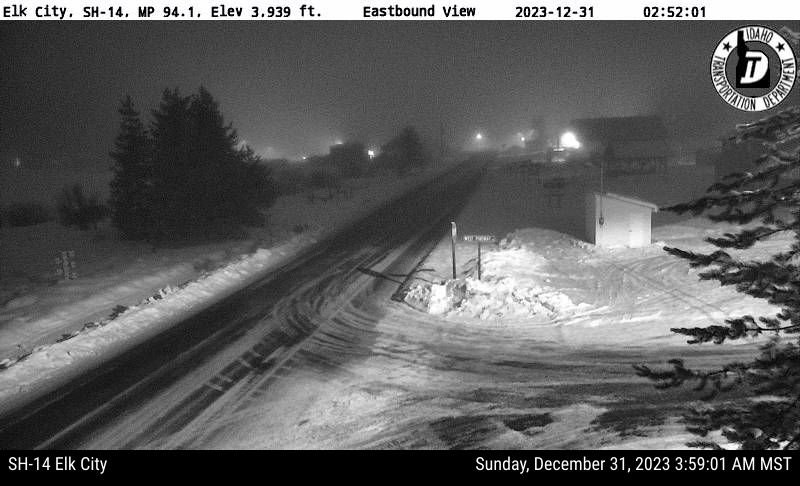 Elk City, SH-14, MP 94.1, Elev 3,939 ft. Eastbound View 2023-12-31 02:52:01
IDAHO
TRANSPORTATION DEPARTMENT
SH-14 Elk City Sunday, December 31, 2023 3:59:01 AM MST